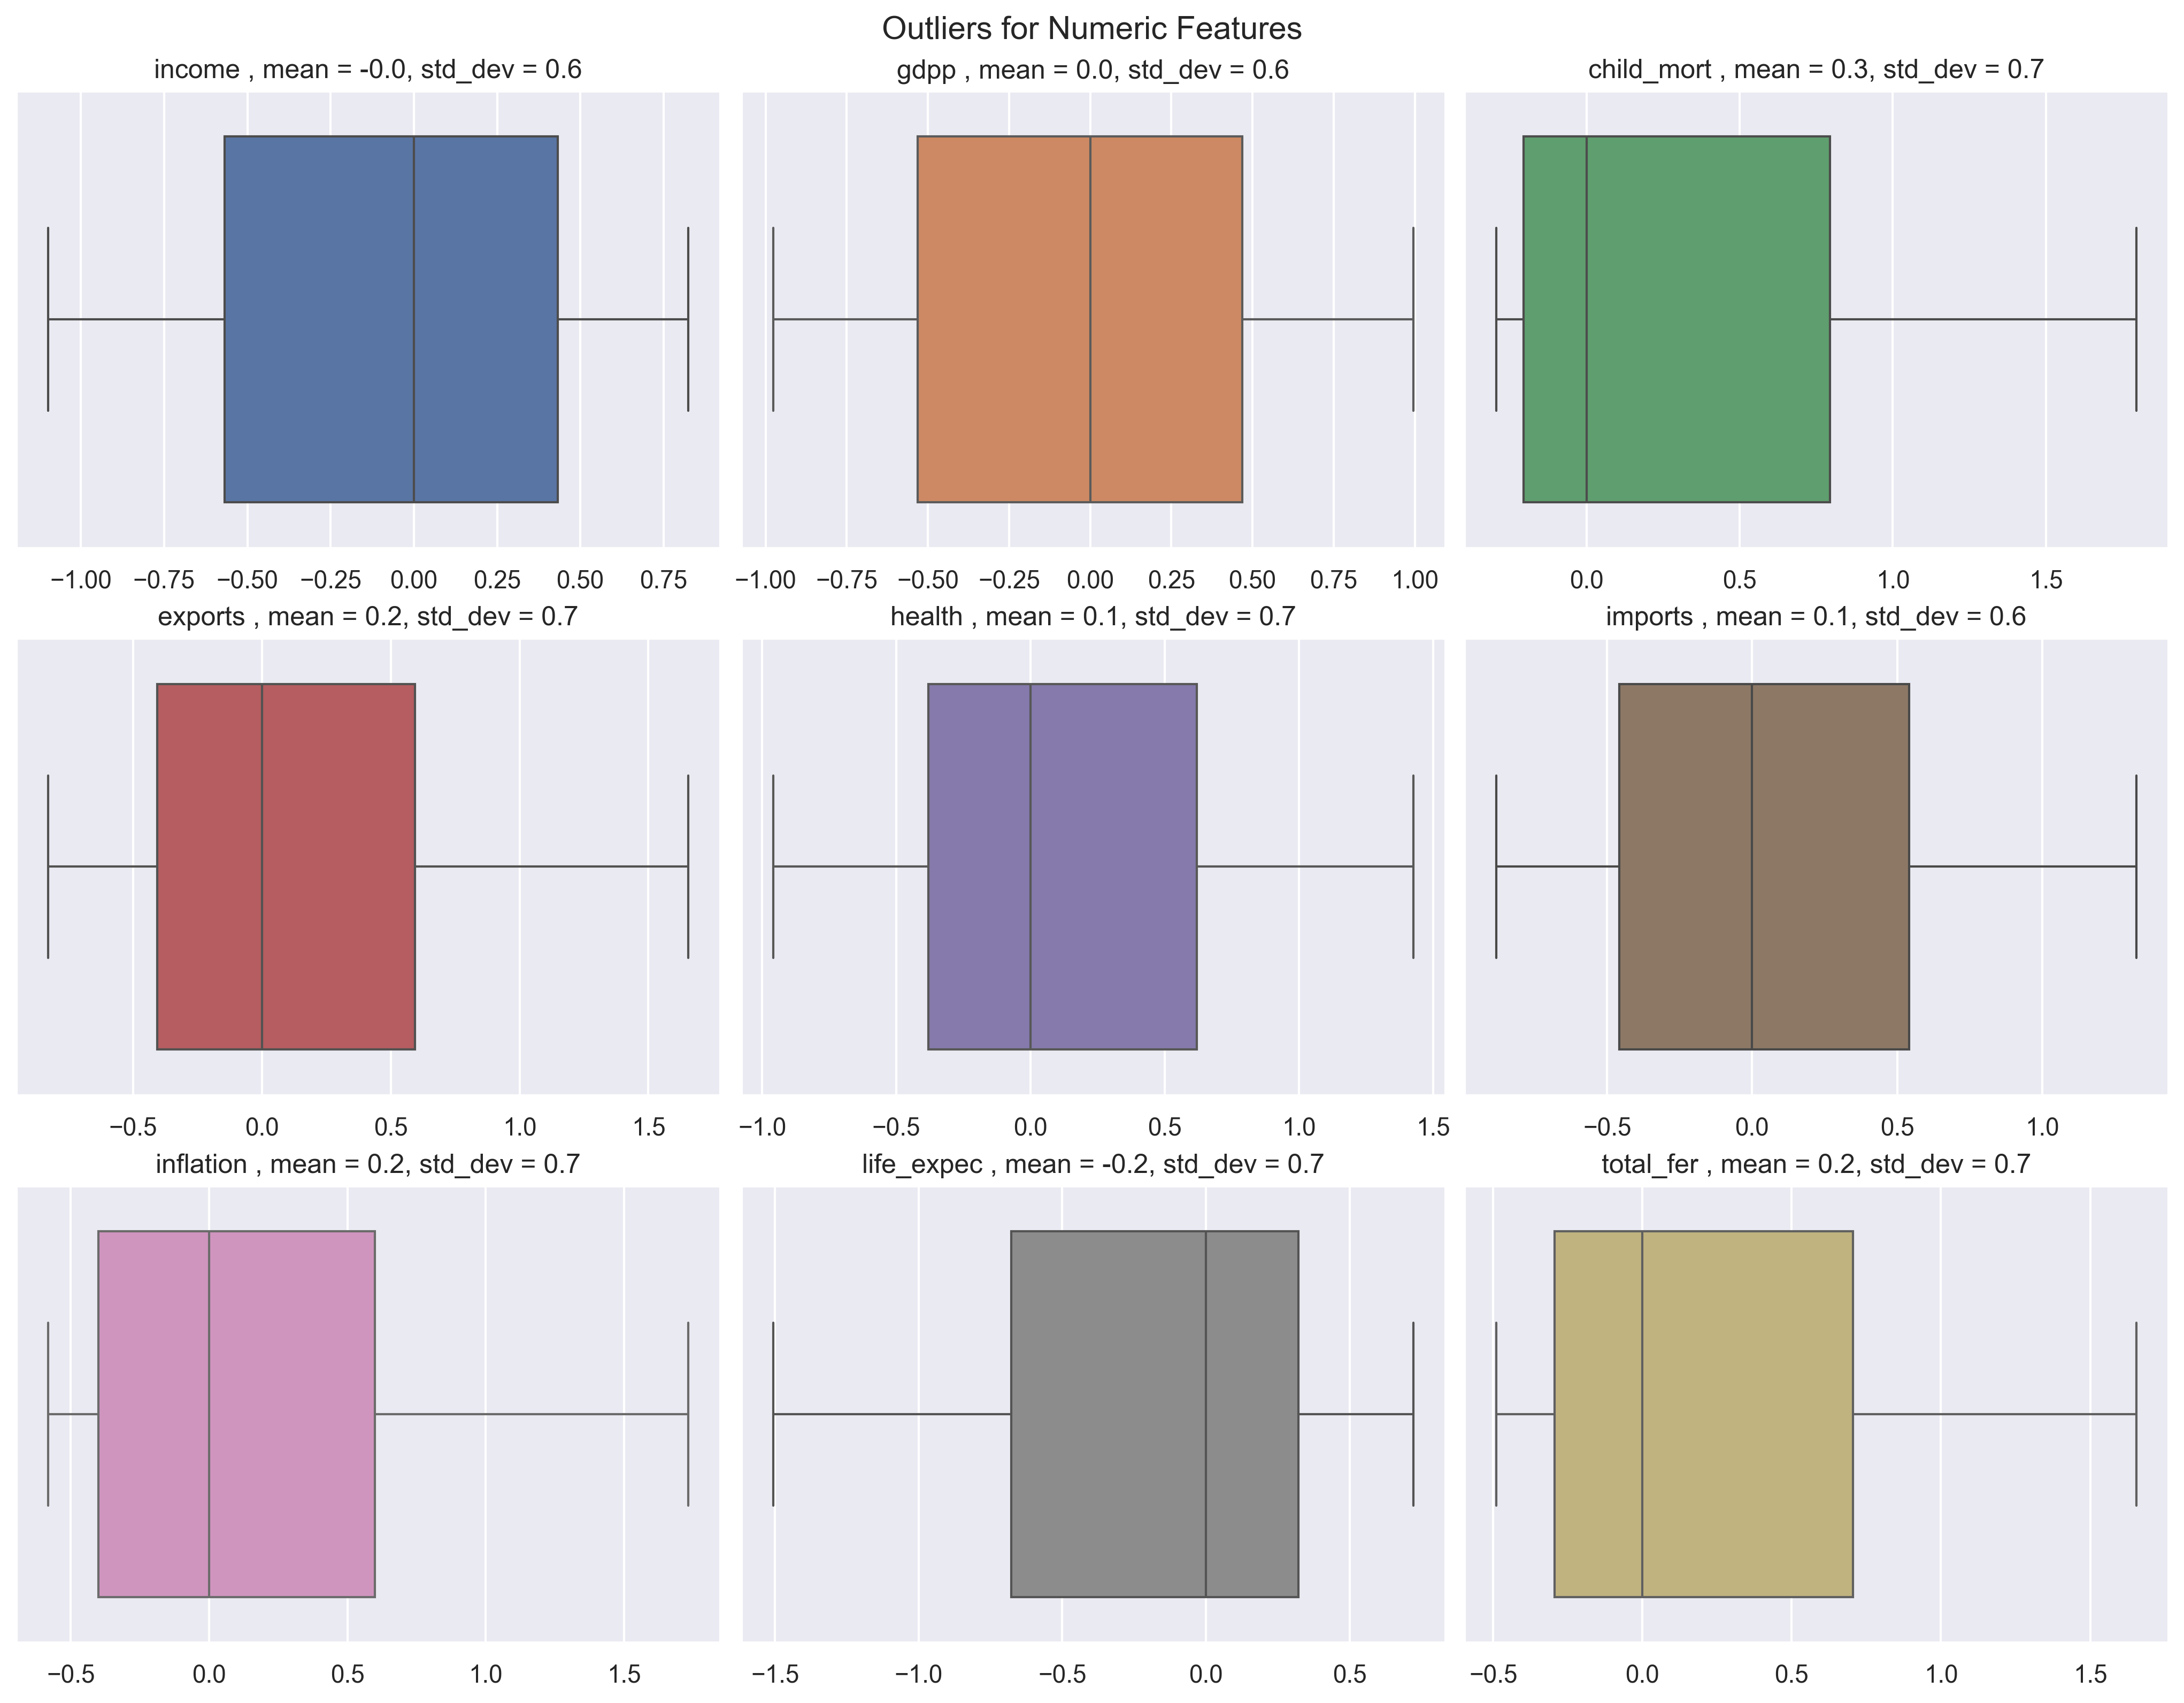 Outliers for Numeric Features
income , mean = -0.0, std_dev = 0.6
gdpp , mean = 0.0, std_dev = 0.6
child_mort , mean = 0.3, std_dev = 0.7
−1.00 −0.75 −0.50 −0.25 0.00 0.25 0.50 0.75
−1.00 −0.75 −0.50 −0.25 0.00 0.25 0.50 0.75 1.00
0.0 0.5 1.0 1.5
exports , mean = 0.2, std_dev = 0.7
health , mean = 0.1, std_dev = 0.7
imports , mean = 0.1, std_dev = 0.6
−0.5 0.0 0.5 1.0 1.5
−1.0 −0.5 0.0 0.5 1.0 1.5
−0.5 0.0 0.5 1.0
inflation , mean = 0.2, std_dev = 0.7
life_expec , mean = -0.2, std_dev = 0.7
total_fer , mean = 0.2, std_dev = 0.7
−0.5 0.0 0.5 1.0 1.5
−1.5 −1.0 −0.5 0.0 0.5
−0.5 0.0 0.5 1.0 1.5